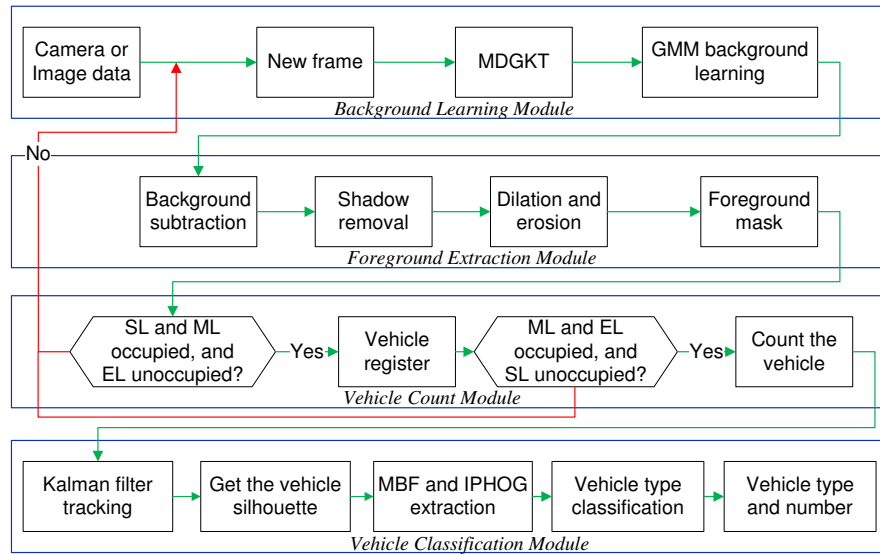 Camera or
Image data
New frame
MDGKT
GMM background
learning
Background Learning Module
No
Background
subtraction
Shadow
removal
Dilation and
erosion
Foreground
mask
Foreground Extraction Module
SL and ML
occupied, and
EL unoccupied?
Yes
Vehicle
register
ML and EL
occupied, and
SL unoccupied?
Yes
Count the
vehicle
Vehicle Count Module
Kalman filter
tracking
Get the vehicle
silhouette
MBF and IPHOG
extraction
Vehicle type
classification
Vehicle type
and number
Vehicle Classification Module